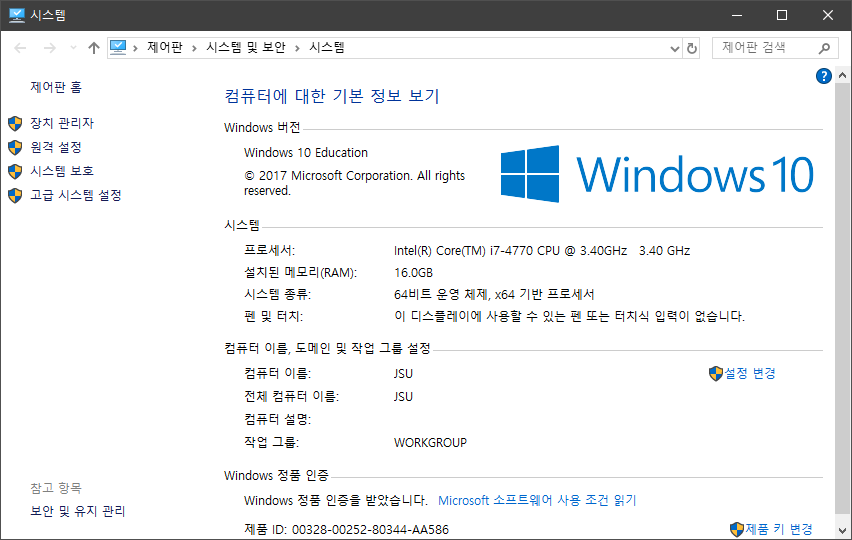 시스템
제어판 시스템 및 보안 시스템
제어판 검색
제어판 홈
장치 관리자
원격 설정
시스템 보호
고급 시스템 설정
컴퓨터에 대한 기본 정보 보기
Windows 버전
Windows 10 Education
© 2017 Microsoft Corporation. All rights
reserved.
Windows 10
시스템
프로세서: Intel(R) Core(TM) i7-4770 CPU @ 3.40GHz 3.40 GHz
설치된 메모리(RAM): 16.0GB
시스템 종류: 64비트 운영 체제, x64 기반 프로세서
펜 및 터치: 이 디스플레이에 사용할 수 있는 펜 또는 터치식 입력이 없습니다.
컴퓨터 이름, 도메인 및 작업 그룹 설정
컴퓨터 이름: JSU 설정 변경
전체 컴퓨터 이름: JSU
컴퓨터 설명:
작업 그룹: WORKGROUP
Windows 정품 인증
Windows 정품 인증을 받았습니다. Microsoft 소프트웨어 사용 조건 읽기
제품 ID: 00328-00252-80344-AA586 제품 키 변경
참고 항목
보안 및 유지 관리